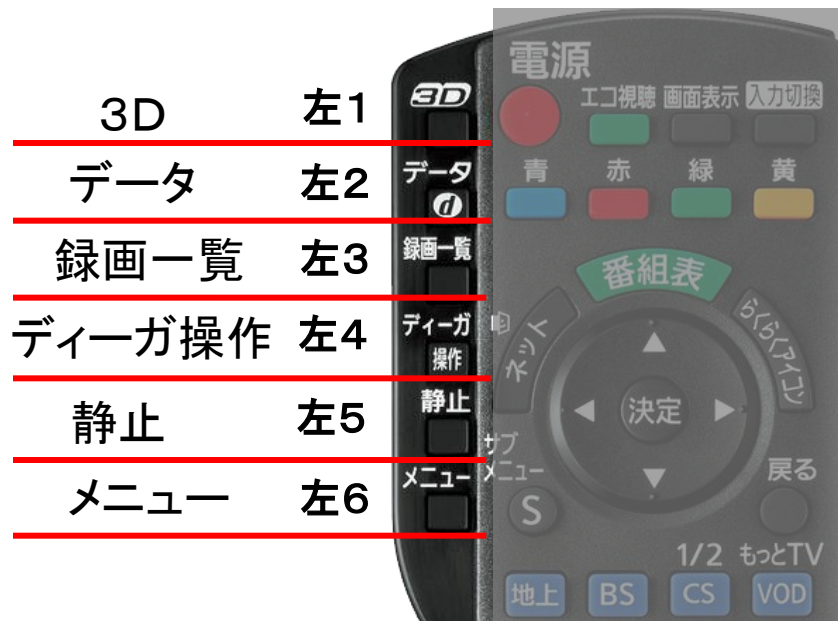 3D 左1 3D
データ 左2 データ
d
録画一覧 左3 録画一覧
ディーガ操作 左4 ディーガ
操作
静止 左5 静止
メニュー 左6 メニュー
電源
エコ視聴 画面表示 入力切換
青 赤 緑 黄
番組表
ネット
らくらくアイコン
決定
サブ
メニュー
S
戻る
1/2 もっとTV
地上 BS CS VOD